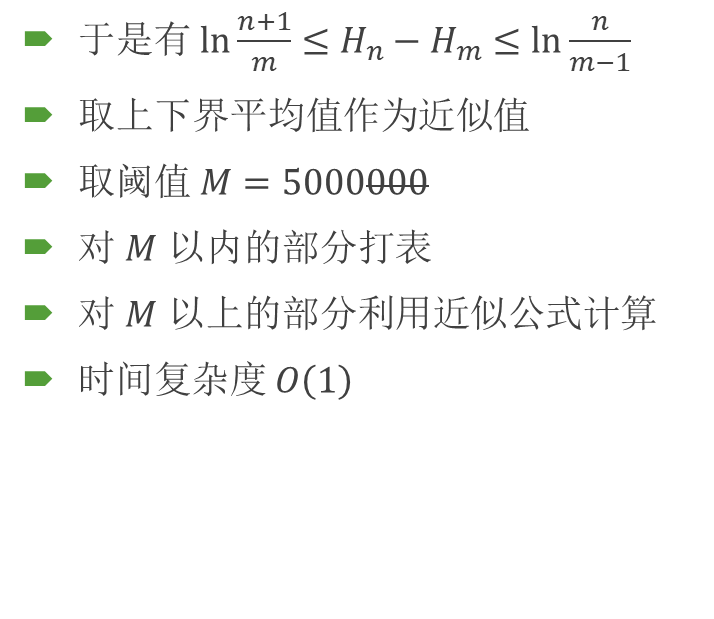 于是有 ln (n+1)/m ≤ Hₙ − Hₘ ≤ ln n/(m−1)
取上下界平均值作为近似值
取阈值 M = 5000000
对 M 以内的部分打表
对 M 以上的部分利用近似公式计算
时间复杂度 O(1)